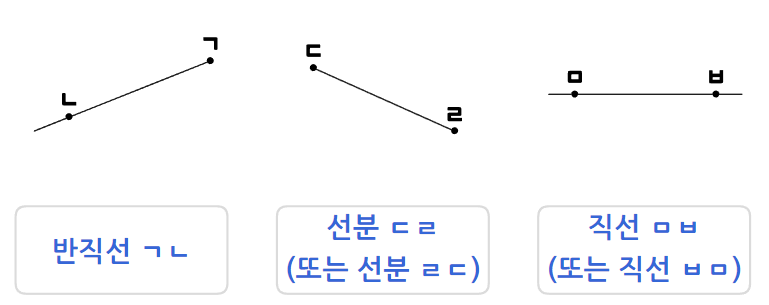 ㄱ
ㄴ
ㄷ
ㄹ
ㅁ
ㅂ
반직선 ㄱㄴ
선분 ㄷㄹ
(또는 선분 ㄹㄷ)
직선 ㅁㅂ
(또는 직선 ㅂㅁ)